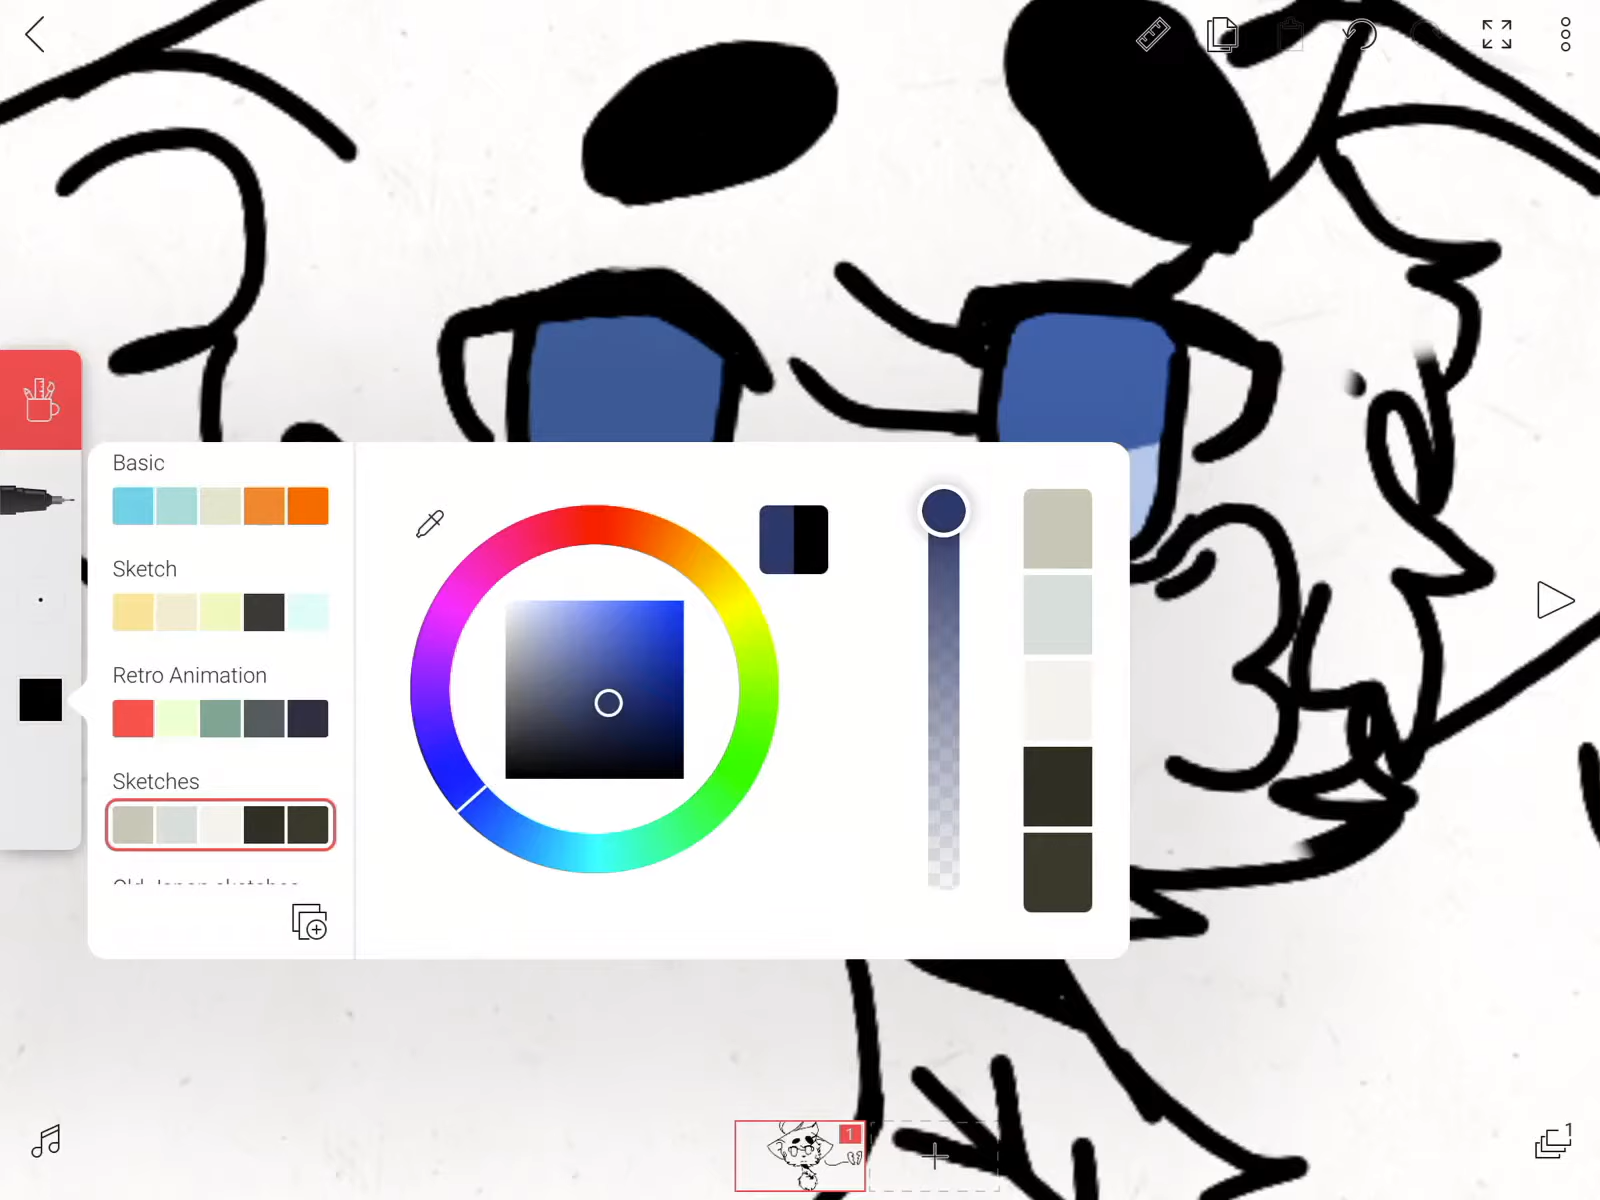 Basic
Sketch
Retro Animation
Sketches
1
1